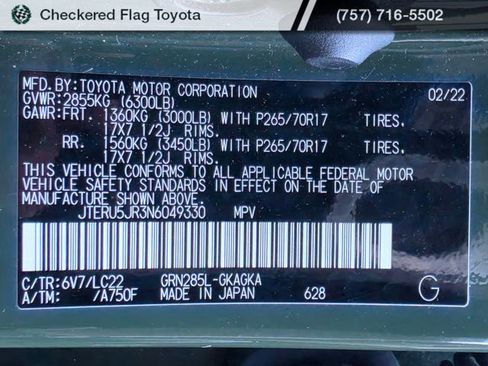 Checkered Flag Toyota
(757) 716-5502
MFD.BY:TOYOTA MOTOR CORPORATION 02/22
GVWR:2855KG (6300LB)
GAWR:FRT. 1360KG (3000LB) WITH P265/70R17 TIRES.
17X7 1/2J RIMS.
RR. 1560KG (3450LB) WITH P265/70R17 TIRES.
17X7 1/2J RIMS.
THIS VEHICLE CONFORMS TO ALL APPLICABLE FEDERAL MOTOR
VEHICLE SAFETY STANDARDS IN EFFECT ON THE DATE OF
MANUFACTURE SHOWN ABOVE.
JTERU5JR3N6049330 MPV
C/TR:6V7/LC22 GRN285L-GKAGKA
A/TM: /A750F MADE IN JAPAN 628 G